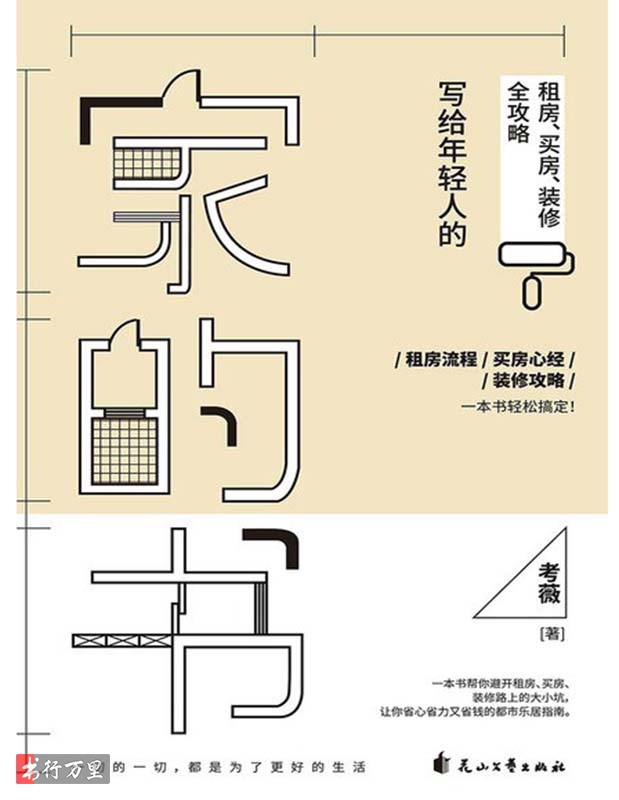 家的书
写给年轻人的
租房、买房、装修
全攻略
/ 租房流程 / 买房心经 /
/ 装修攻略 /
一本书轻松搞定!
考薇
[著]
一本书帮你避开租房、买房、
装修路上的大小坑,
让你省心省力又省钱的都市乐居指南。
的一切,都是为了更好的生活
花山文艺出版社
书行万里